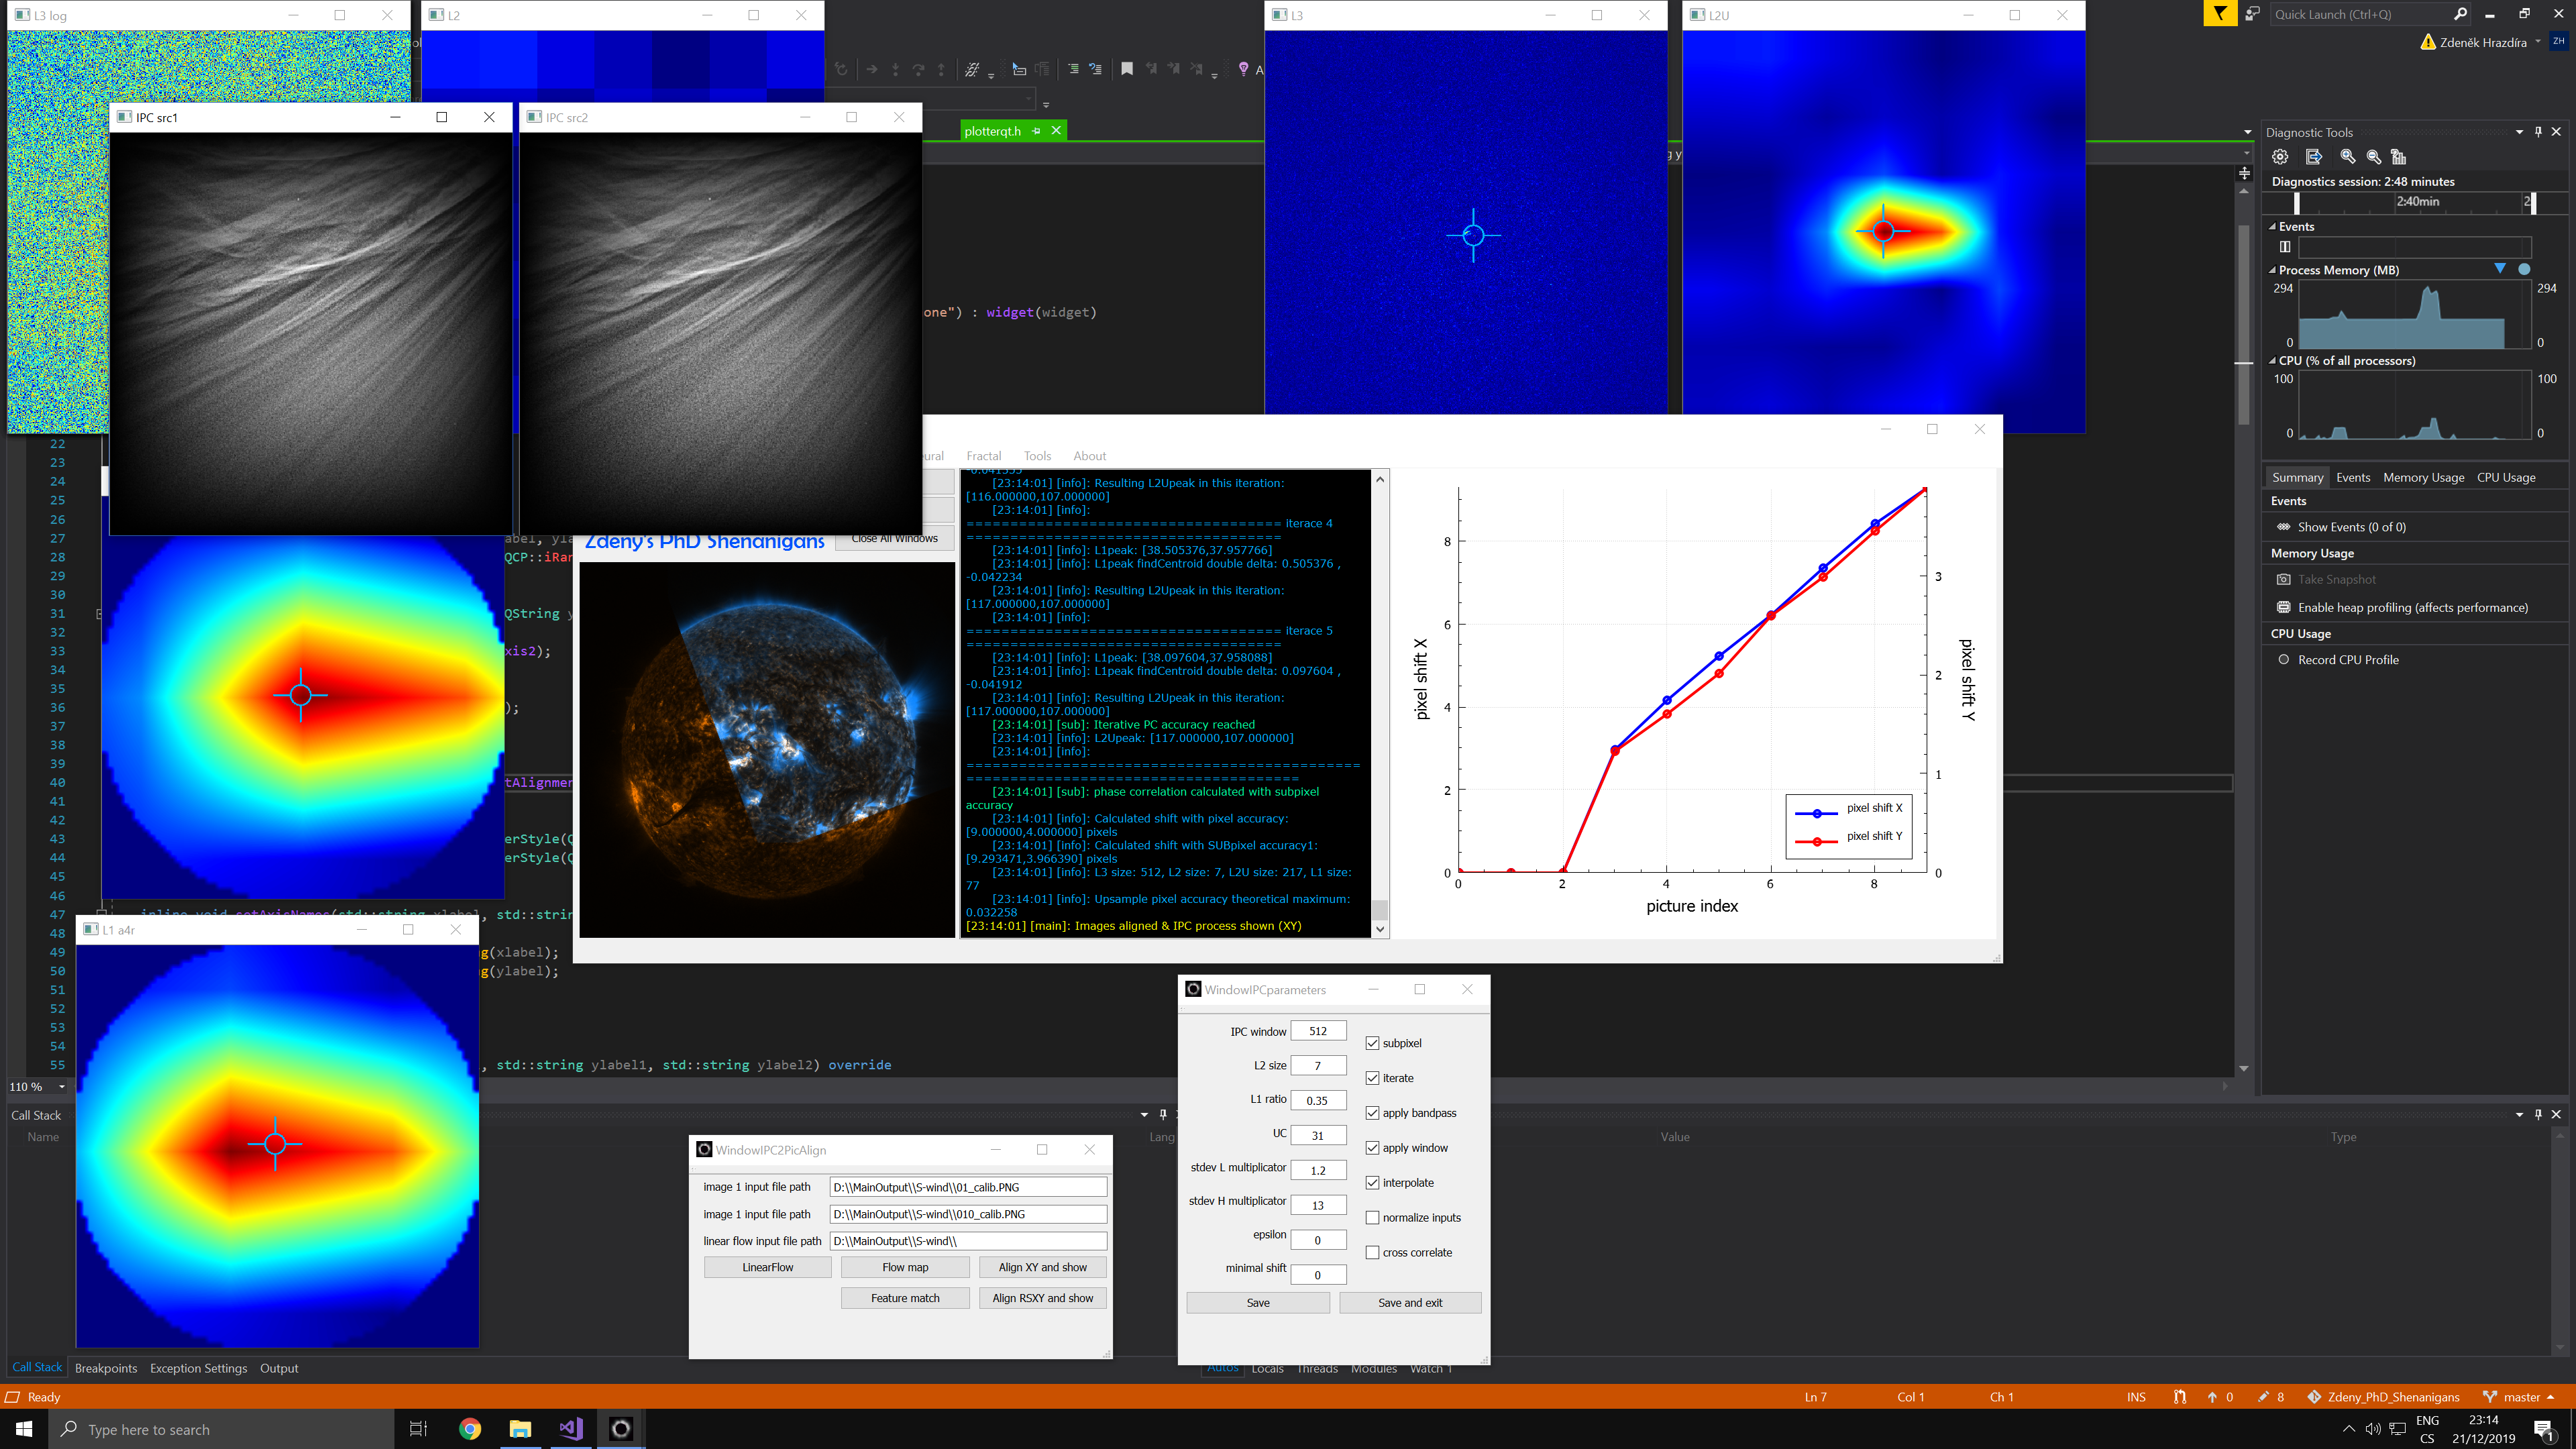 L3 log
L2
L3
L2U
Quick Launch (Ctrl+Q)
Zdeněk Hrazdíra
ZH
IPC src1
IPC src2
plotterqt.h
Diagnostic Tools
Diagnostics session: 2:48 minutes
2:40min
Events
Process Memory (MB)
294
294
0
0
CPU (% of all processors)
100
100
0
0
Summary
Events
Memory Usage
CPU Usage
Events
Show Events (0 of 0)
Memory Usage
Take Snapshot
Enable heap profiling (affects performance)
CPU Usage
Record CPU Profile
one") : widget(widget)
22
23
24
25
26
27
28
29
30
31
32
33
34
35
36
37
38
39
40
41
42
43
44
45
46
47
48
49
50
51
52
53
54
55
abel, yla
QCP::iRan
QString y
xis2);
);
tAlignmen
erStyle(Q
erStyle(Q
inline void setAxisNames(std::string xlabel, std::strin
g(xlabel);
g(ylabel);
, std::string ylabel1, std::string ylabel2) override
ural
Fractal
Tools
About
Close All Windows
Zdeny's PhD Shenanigans
-0.041555
[23:14:01] [info]: Resulting L2Upeak in this iteration:
[116.000000,107.000000]
[23:14:01] [info]:
==================================== iterace 4
====================================
[23:14:01] [info]: L1peak: [38.505376,37.957766]
[23:14:01] [info]: L1peak findCentroid double delta: 0.505376 ,
-0.042234
[23:14:01] [info]: Resulting L2Upeak in this iteration:
[117.000000,107.000000]
[23:14:01] [info]:
==================================== iterace 5
====================================
[23:14:01] [info]: L1peak: [38.097604,37.958088]
[23:14:01] [info]: L1peak findCentroid double delta: 0.097604 ,
-0.041912
[23:14:01] [info]: Resulting L2Upeak in this iteration:
[117.000000,107.000000]
[23:14:01] [sub]: Iterative PC accuracy reached
[23:14:01] [info]: L2Upeak: [117.000000,107.000000]
[23:14:01] [info]:
=============================================
======================================
[23:14:01] [sub]: phase correlation calculated with subpixel
accuracy
[23:14:01] [info]: Calculated shift with pixel accuracy:
[9.000000,4.000000] pixels
[23:14:01] [info]: Calculated shift with SUBpixel accuracy1:
[9.293471,3.966390] pixels
[23:14:01] [info]: L3 size: 512, L2 size: 7, L2U size: 217, L1 size:
77
[23:14:01] [info]: Upsample pixel accuracy theoretical maximum:
0.032258
[23:14:01] [main]: Images aligned & IPC process shown (XY)
pixel shift X
8
6
4
2
0
0
2
4
6
8
picture index
3
2
1
0
pixel shift Y
pixel shift X
pixel shift Y
L1 a4r
110 %
Call Stack
Name
Lang
Value
Type
WindowIPC2PicAlign
image 1 input file path
D:\\MainOutput\\S-wind\\01_calib.PNG
image 1 input file path
D:\\MainOutput\\S-wind\\010_calib.PNG
linear flow input file path
D:\\MainOutput\\S-wind\\
LinearFlow
Flow map
Align XY and show
Feature match
Align RSXY and show
WindowIPCparameters
IPC window
512
L2 size
7
L1 ratio
0.35
UC
31
stdev L multiplicator
1.2
stdev H multiplicator
13
epsilon
0
minimal shift
0
subpixel
iterate
apply bandpass
apply window
interpolate
normalize inputs
cross correlate
Save
Save and exit
Call Stack
Breakpoints
Exception Settings
Output
Autos
Locals
Threads
Modules
Watch 1
Ready
Ln 7
Col 1
Ch 1
INS
0
8
Zdeny_PhD_Shenanigans
master
Type here to search
ENG
CS
23:14
21/12/2019
1